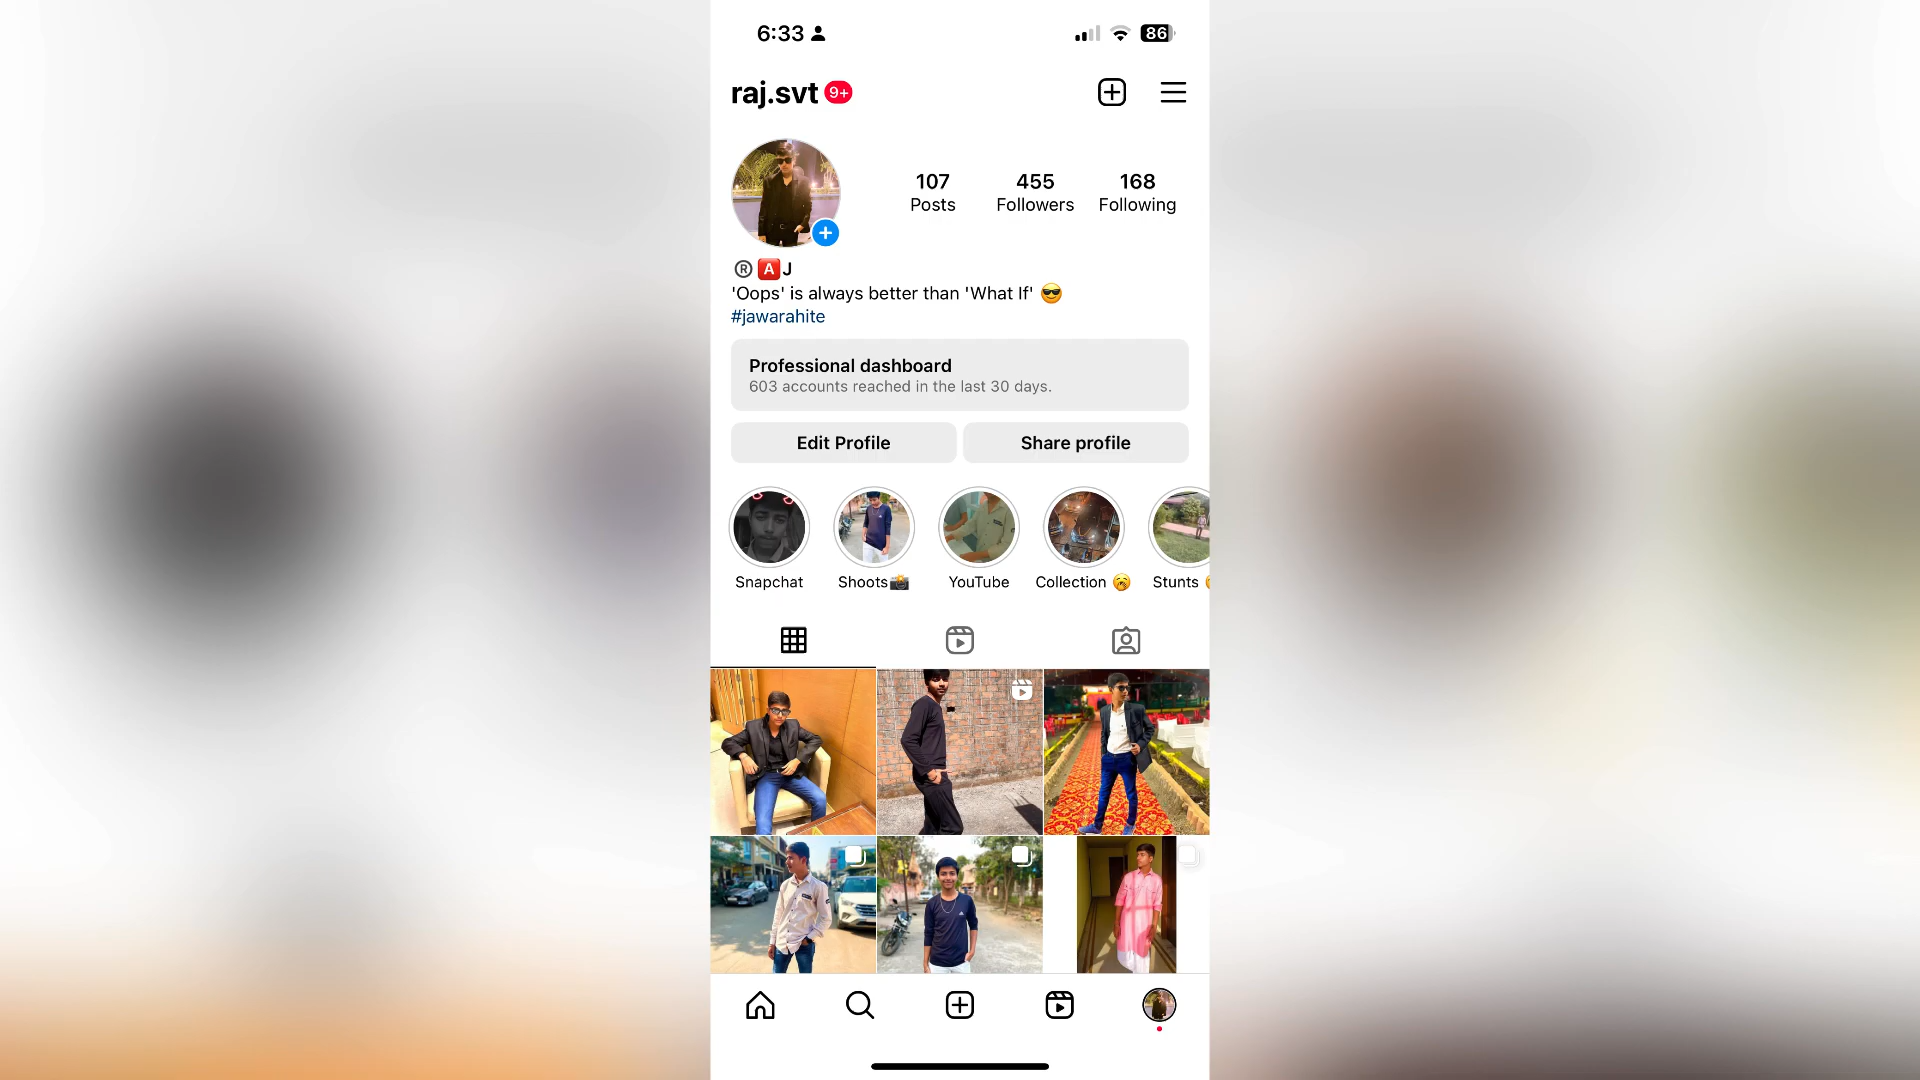 6:33
86
raj.svt 9+
107 455 168
Posts Followers Following
® 🅰️ J
'Oops' is always better than 'What If' 😎
#jawarahite
Professional dashboard
603 accounts reached in the last 30 days.
Edit Profile Share profile
Snapchat Shoots📸 YouTube Collection 🥱 Stunts